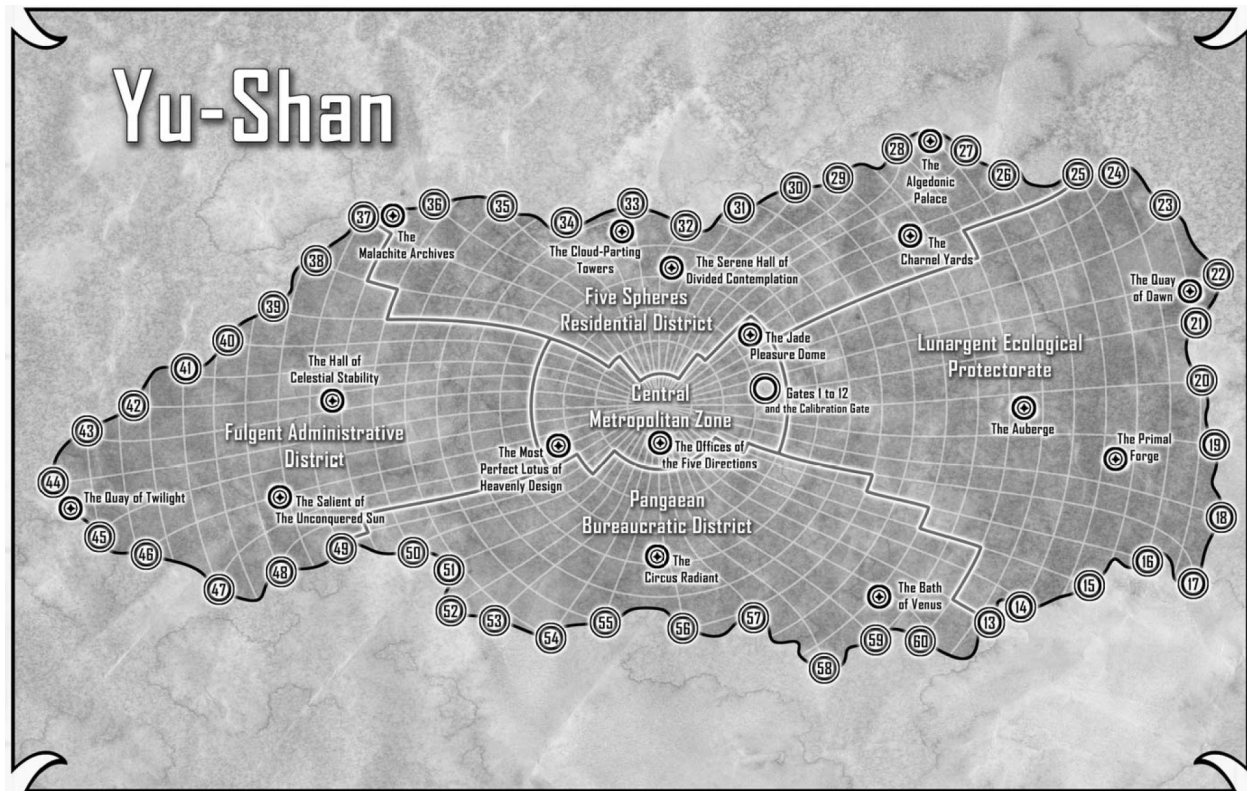 Yu-Shan
28
27
The
Algedonic
Palace
26
25
24
29
30
31
32
33
34
35
36
37
38
23
The
Malachite Archives
The Cloud-Parting
Towers
The Serene Hall of
Divided Contemplation
The
Charnel Yards
22
The Quay
of Dawn
21
39
40
41
42
43
44
Five Spheres
Residential District
The Jade
Pleasure Dome
Lunargent Ecological
Protectorate
20
The Hall of
Celestial Stability
Central
Metropolitan Zone
Gates 1 to 12
and the Calibration Gate
The Auberge
19
Fulgent Administrative
District
The Most
Perfect Lotus of
Heavenly Design
The Offices of
the Five Directions
The Primal
Forge
The Quay of Twilight
The Salient of
The Unconquered Sun
Pangaean
Bureaucratic District
18
45
46
47
48
49
50
51
52
53
54
55
56
57
58
59
60
13
14
15
16
17
The
Circus Radiant
The Bath
of Venus